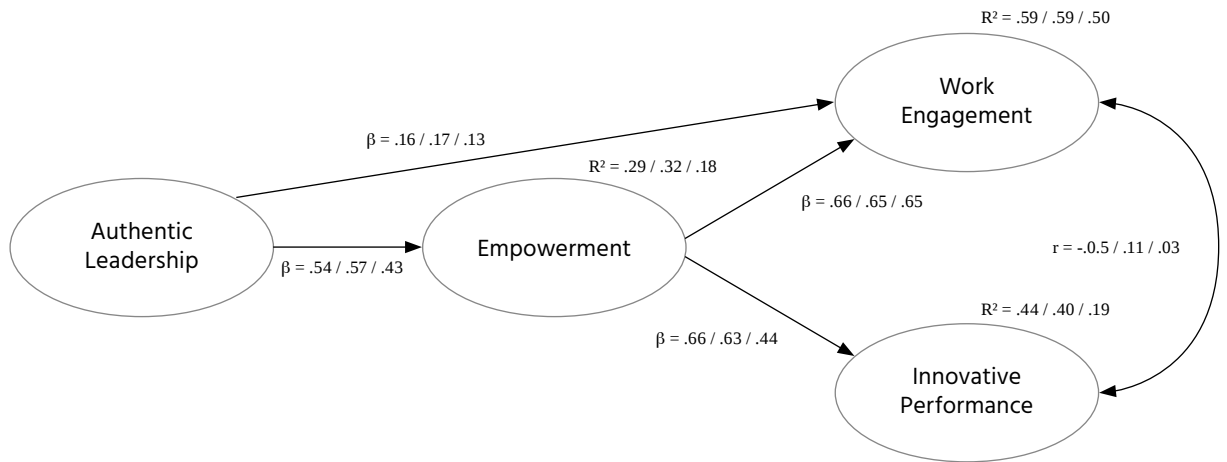 R² = .59 / .59 / .50
Work
Engagement
β = .16 / .17 / .13
R² = .29 / .32 / .18
β = .66 / .65 / .65
Authentic
Leadership
Empowerment
r = -.0.5 / .11 / .03
β = .54 / .57 / .43
R² = .44 / .40 / .19
β = .66 / .63 / .44
Innovative
Performance